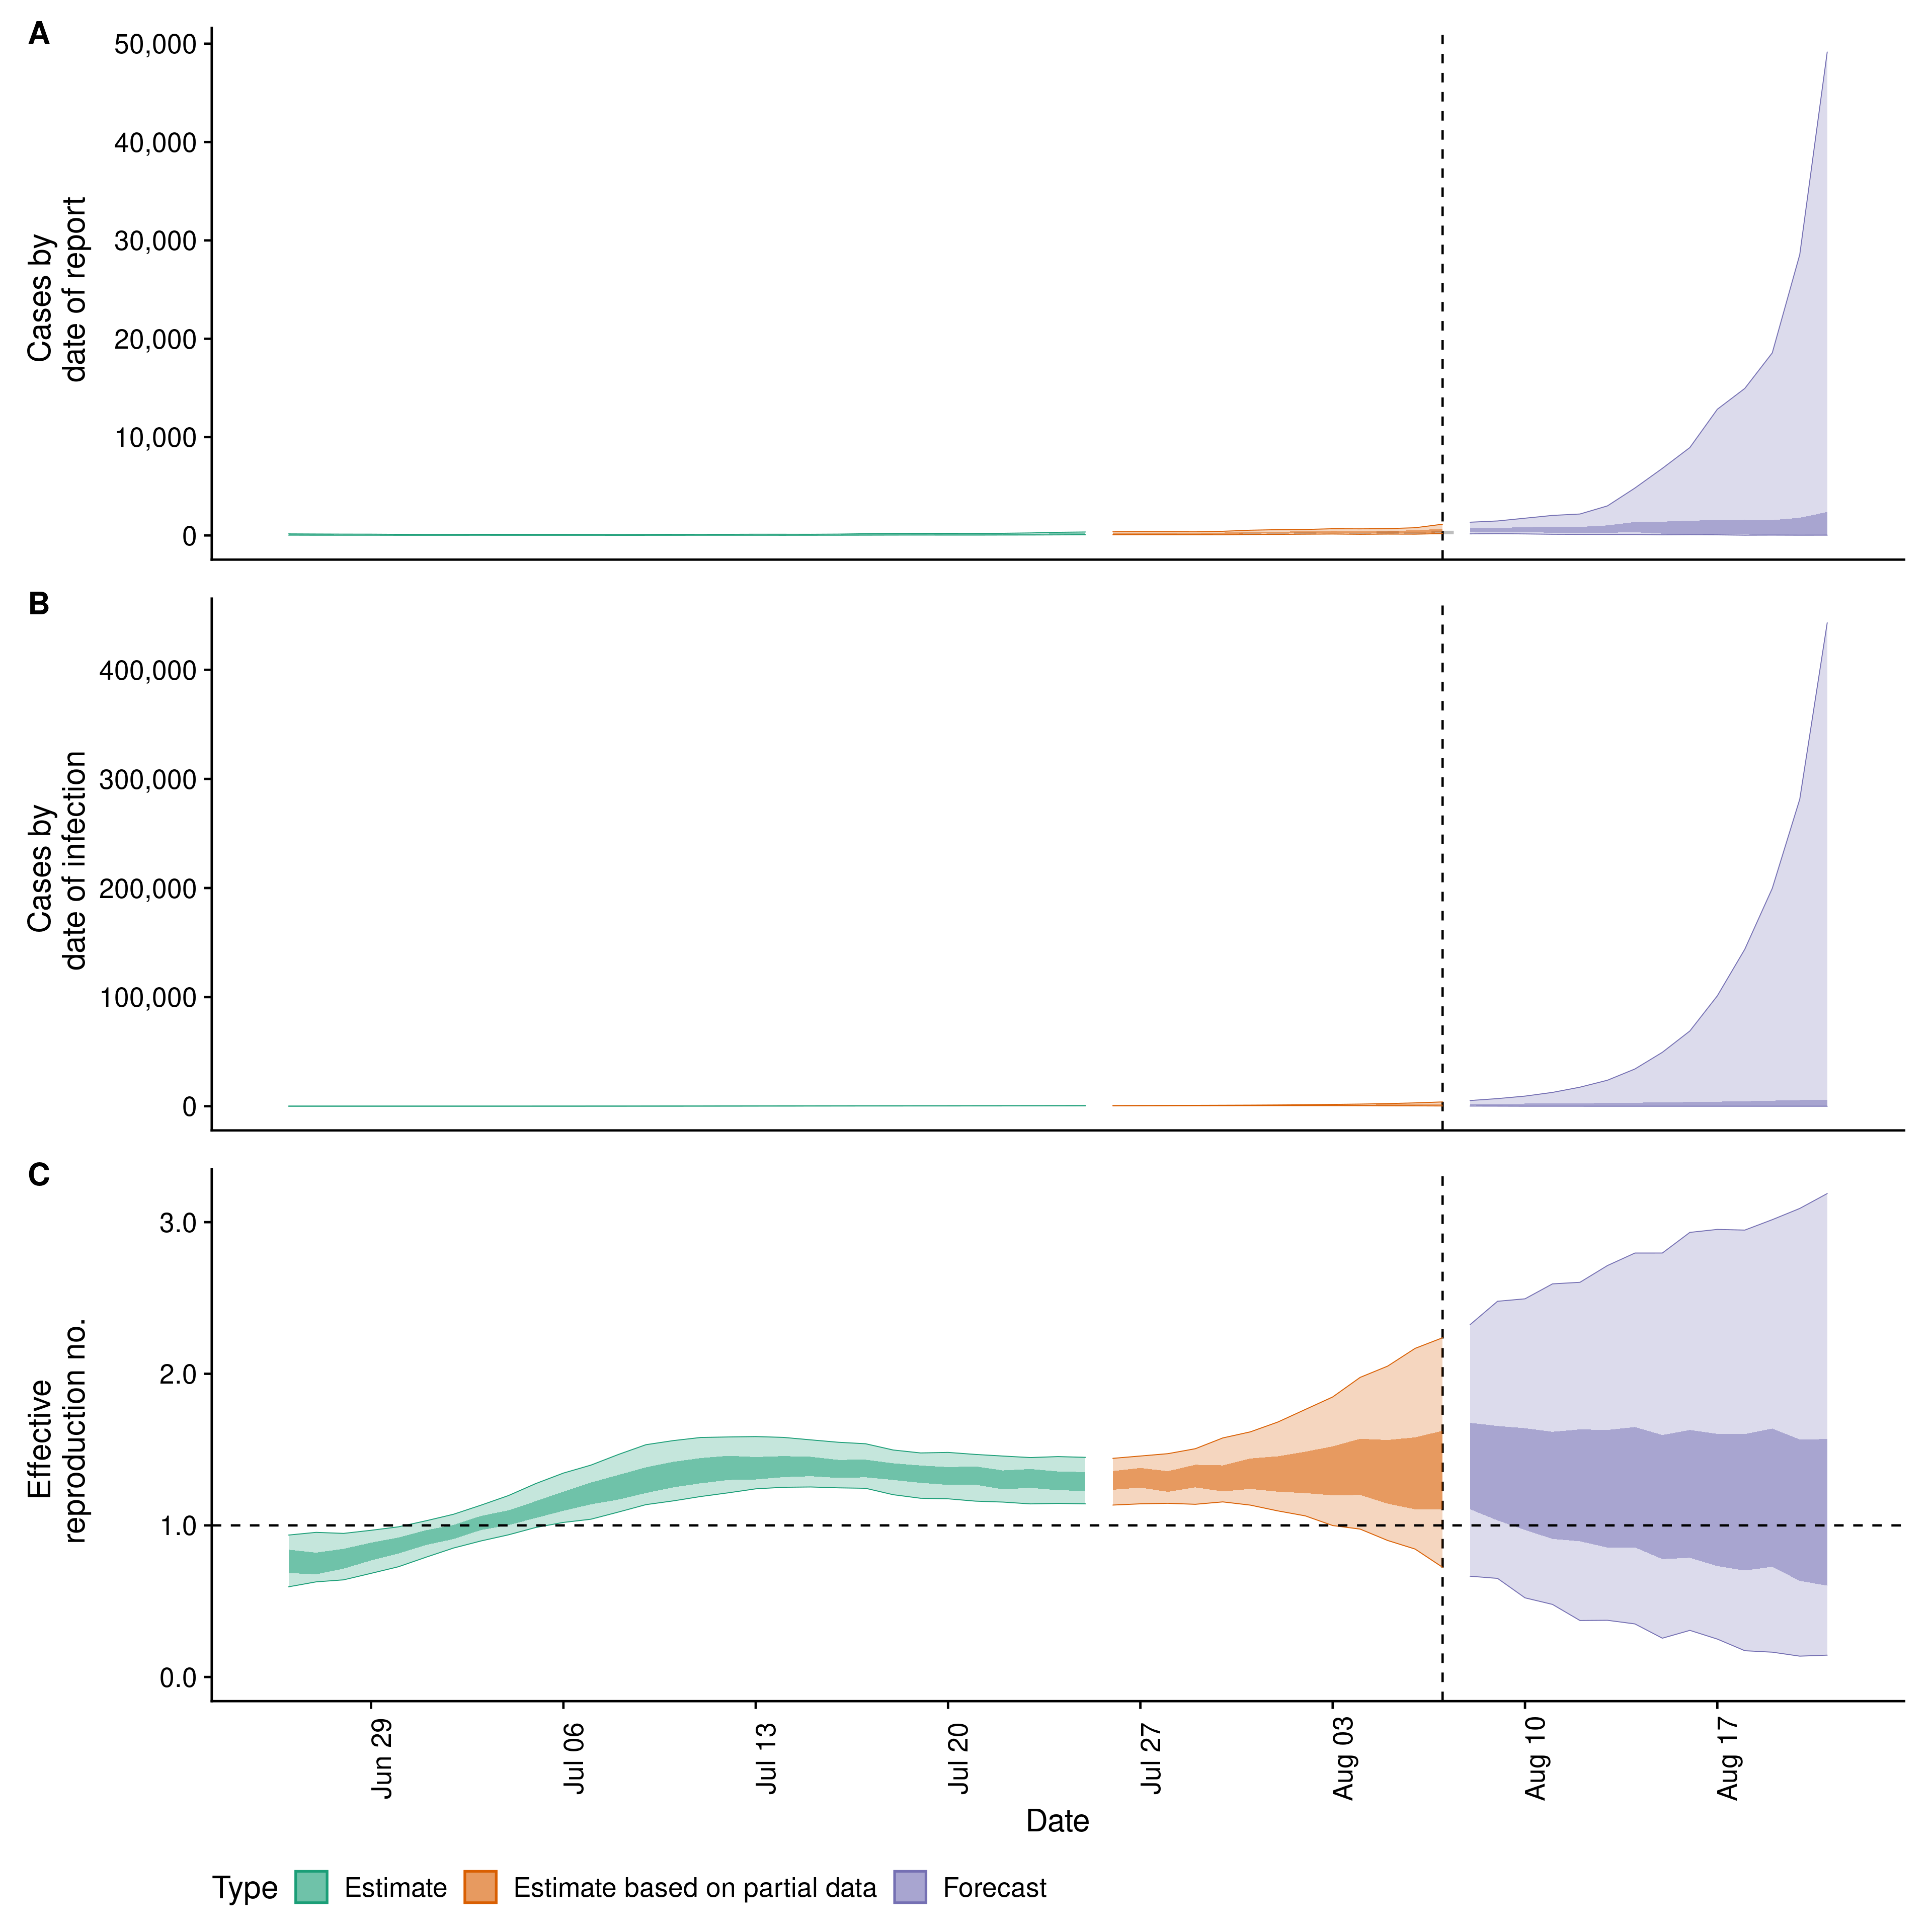 A
50,000
40,000
30,000
20,000
10,000
0
Cases by
date of report
B
400,000
300,000
200,000
100,000
0
Cases by
date of infection
C
3.0
2.0
1.0
0.0
Effective
reproduction no.
Jun 29
Jul 06
Jul 13
Jul 20
Jul 27
Aug 03
Aug 10
Aug 17
Date
Type Estimate Estimate based on partial data Forecast